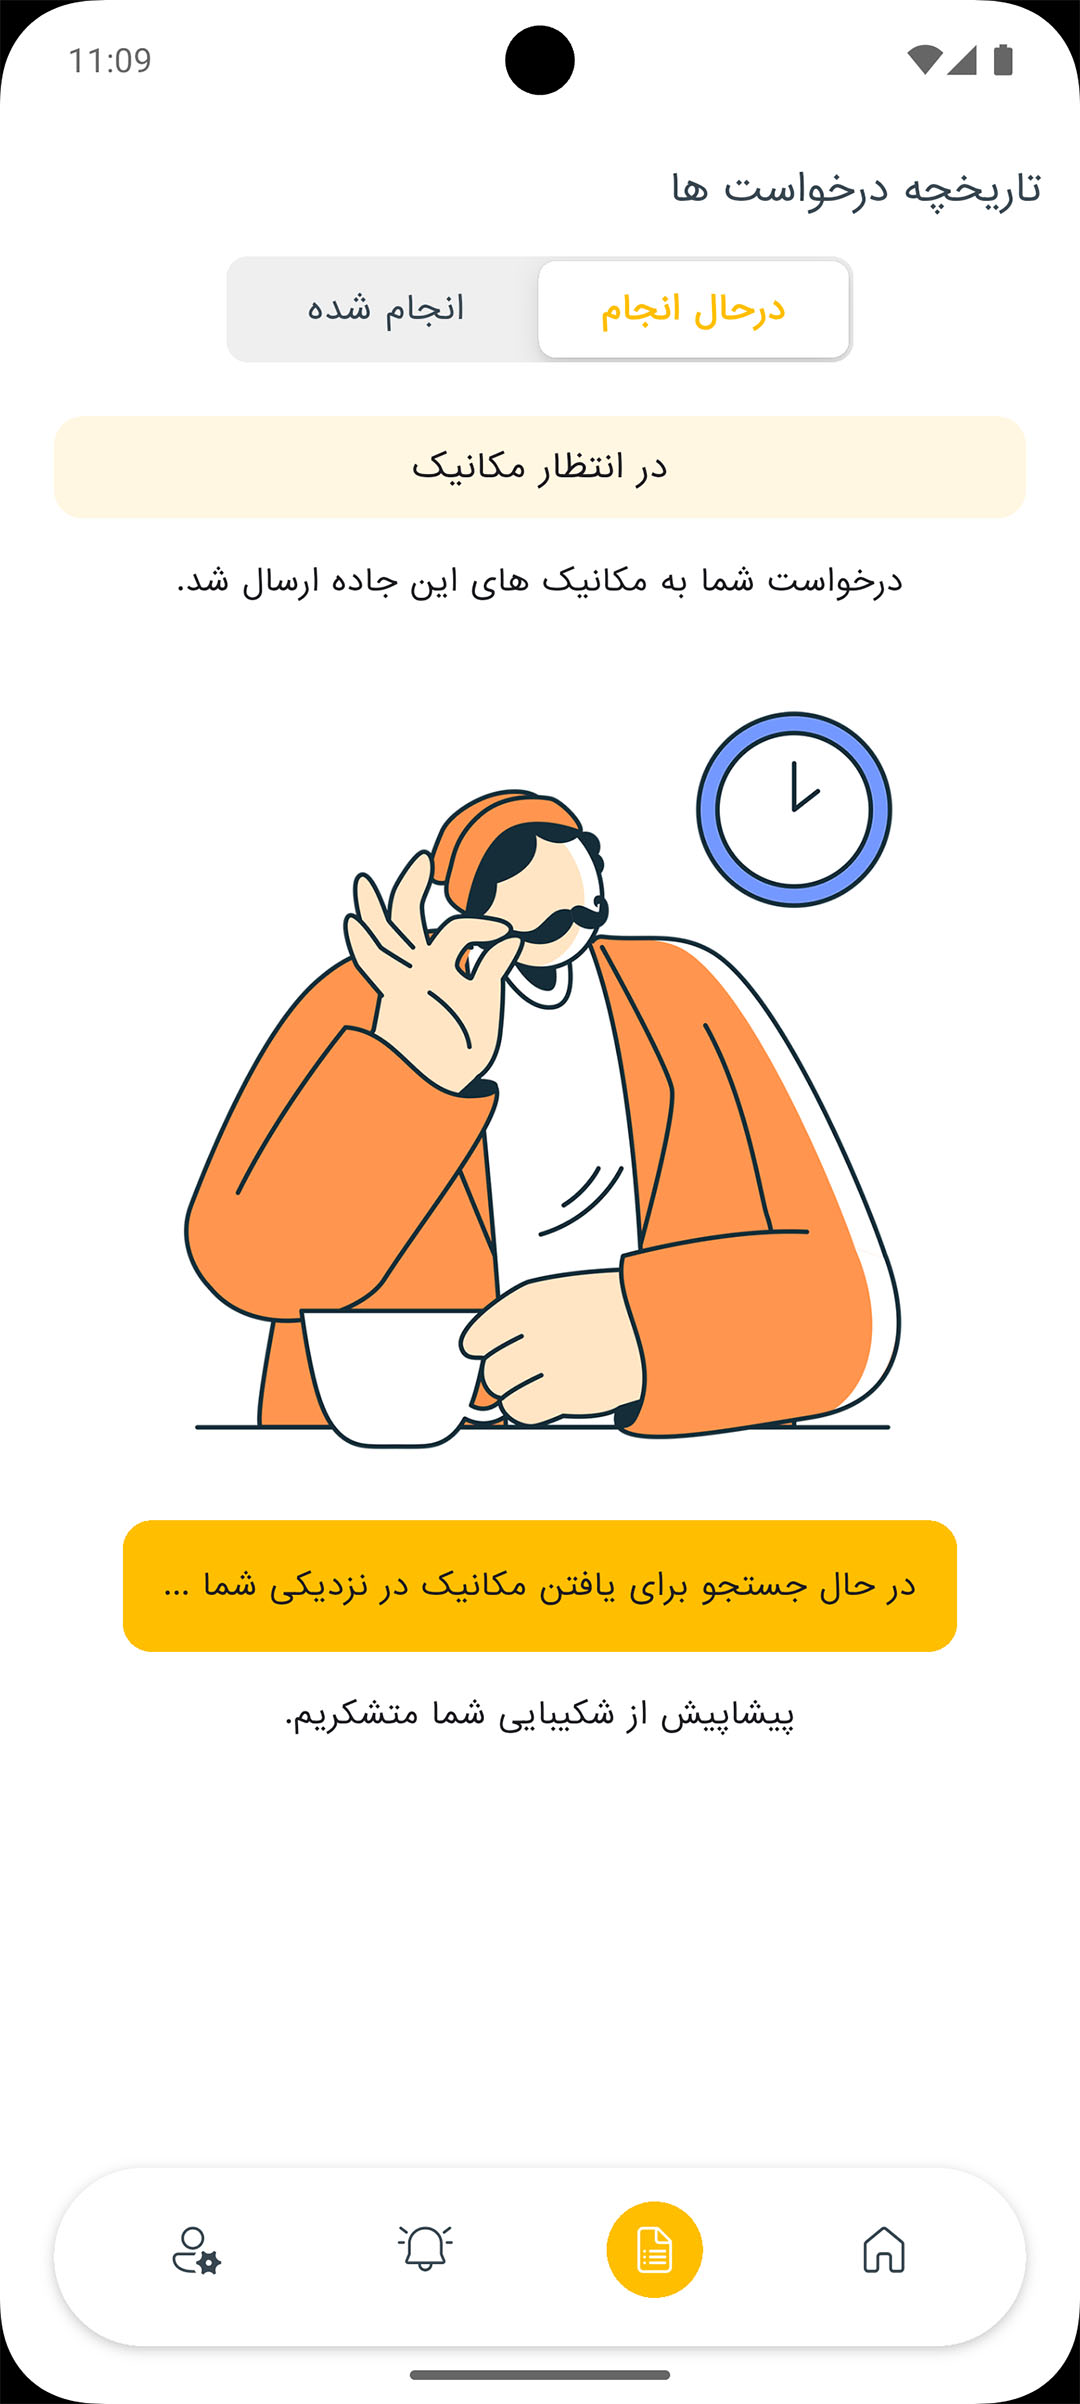 11:09
تاریخچه درخواست ها
درحال انجام
انجام شده
در انتظار مکانیک
درخواست شما به مکانیک های این جاده ارسال شد.
در حال جستجو برای یافتن مکانیک در نزدیکی شما ...
پیشاپیش از شکیبایی شما متشکریم.